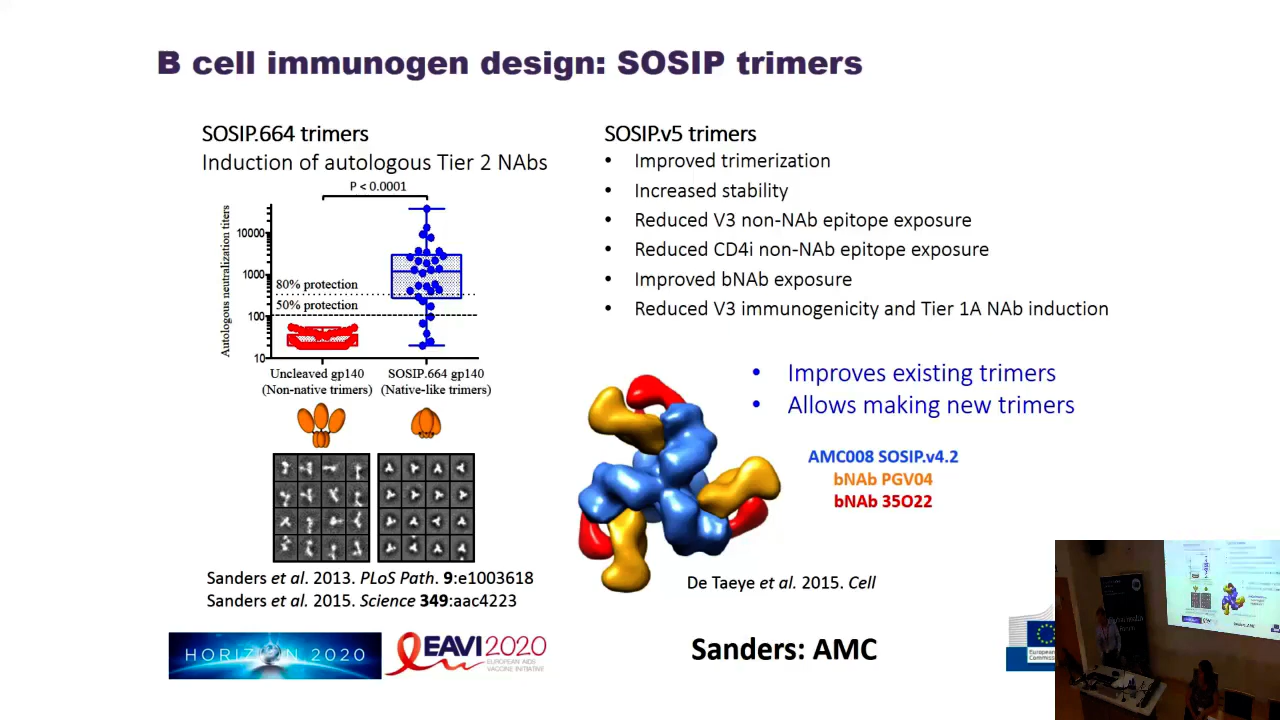 B cell immunogen design: SOSIP trimers
SOSIP.664 trimers
Induction of autologous Tier 2 NAbs
P < 0.0001
Autologous neutralization titers
10000
1000
100
10
80% protection
50% protection
Uncleaved gp140
(Non-native trimers)
SOSIP.664 gp140
(Native-like trimers)
Sanders et al. 2013. PLoS Path. 9:e1003618
Sanders et al. 2015. Science 349:aac4223
SOSIP.v5 trimers
• Improved trimerization
• Increased stability
• Reduced V3 non-NAb epitope exposure
• Reduced CD4i non-NAb epitope exposure
• Improved bNAb exposure
• Reduced V3 immunogenicity and Tier 1A NAb induction
• Improves existing trimers
• Allows making new trimers
AMC008 SOSIP.v4.2
bNAb PGV04
bNAb 35O22
De Taeye et al. 2015. Cell
HORIZON 2020
EAVI2020
EUROPEAN AIDS
VACCINE INITIATIVE
Sanders: AMC
European
Commis